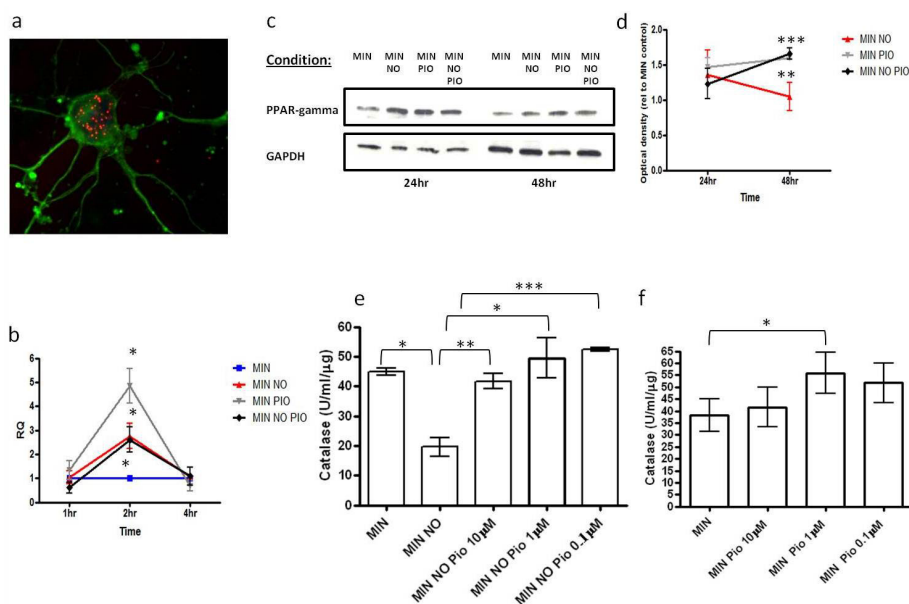 a
c
Condition:
MIN
MIN NO
MIN PIO
MIN NO PIO
MIN
MIN NO
MIN PIO
MIN NO PIO
PPAR-gamma
GAPDH
24hr
48hr
d
Optical density (rel to MIN control)
2.0
1.5
1.0
0.5
0.0
***
**
24hr
48hr
Time
MIN NO
MIN PIO
MIN NO PIO
b
RQ
6
5
4
3
2
1
0
*
*
*
1hr
2hr
4hr
Time
MIN
MIN NO
MIN PIO
MIN NO PIO
e
Catalase (U/ml/µg)
60
50
40
30
20
10
0
*
**
*
***
MIN
MIN NO
MIN NO Pio 10µM
MIN NO Pio 1µM
MIN NO Pio 0.1µM
f
Catalase (U/ml/µg)
65
60
55
50
45
40
35
30
25
20
15
10
5
0
*
MIN
MIN Pio 10µM
MIN Pio 1µM
MIN Pio 0.1µM